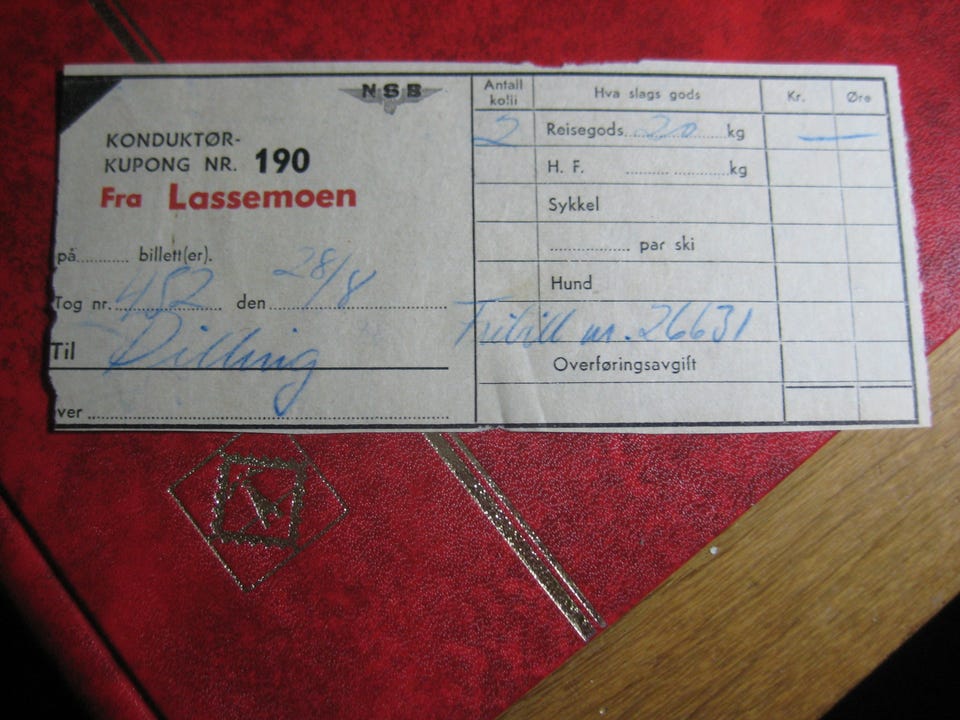 NSB
KONDUKTØR-
KUPONG NR. 190
Fra Lassemoen
på.......... billett(er).
Tog nr. 452 den 28/8
Til Dilling
ver
Antall kolli Hva slags gods Kr. Øre
2 Reisegods 20 kg —
H. F. .................... kg
Sykkel
.................... par ski
Hund
Fribill nr. 26631
Overføringsavgift